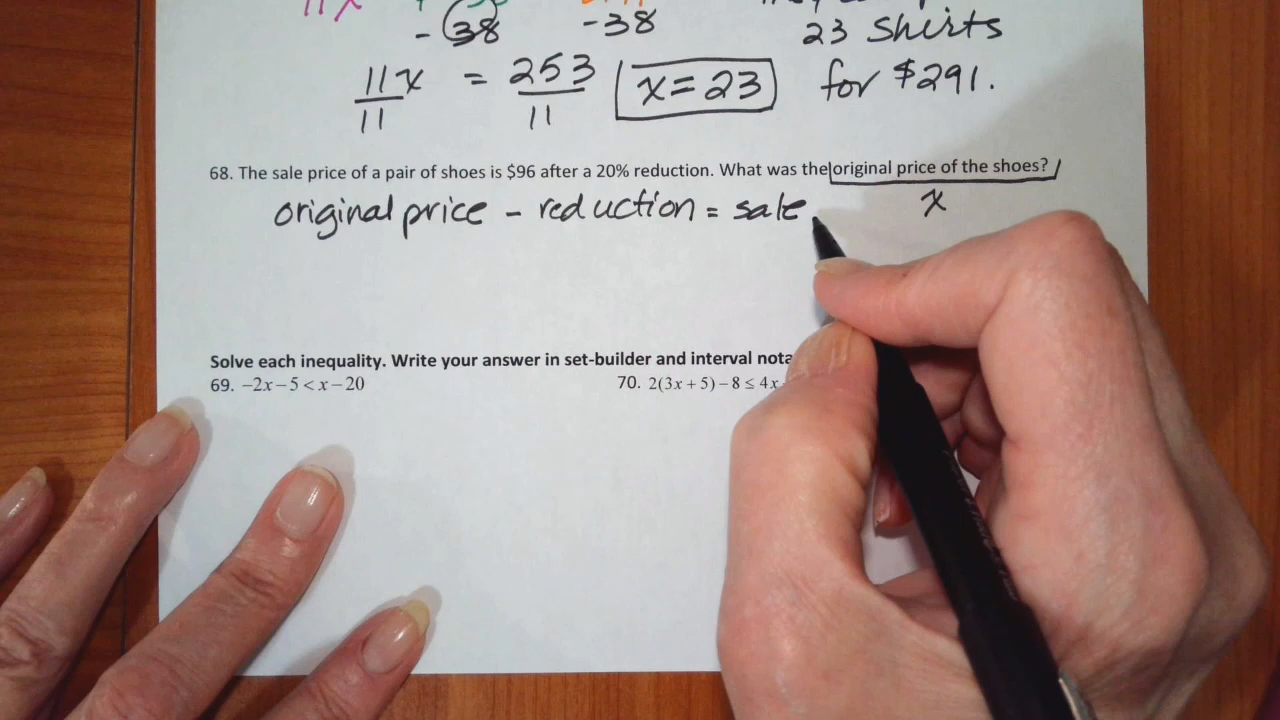 11x
- 38 -38
23 shirts
11x = 253 x=23 for $291.
11 11
68. The sale price of a pair of shoes is $96 after a 20% reduction. What was the original price of the shoes?
original price - reduction = sale x
Solve each inequality. Write your answer in set-builder and interval nota
69. −2x−5<x−20 70. 2(3x+5)−8≤4x